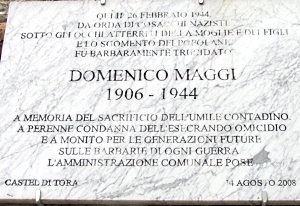 QUI IL 26 FEBBRAIO 1944,
DA ORDA DI COSACCHI NAZISTI
SOTTO GLI OCCHI ATTERRITI DELLA MOGLIE E DEI FIGLI
E LO SGOMENTO DEI POPOLANI,
FU BARBARAMENTE TRUCIDATO
DOMENICO MAGGI
1906 - 1944
A MEMORIA DEL SACRIFICIO DELL'UMILE CONTADINO.
A PERENNE CONDANNA DELL'ESECRANDO OMICIDIO
E A MONITO PER LE GENERAZIONI FUTURE
SULLE BARBARIE DI OGNI GUERRA
L'AMMINISTRAZIONE COMUNALE POSE
CASTEL DI TORA 14 AGOSTO 2008